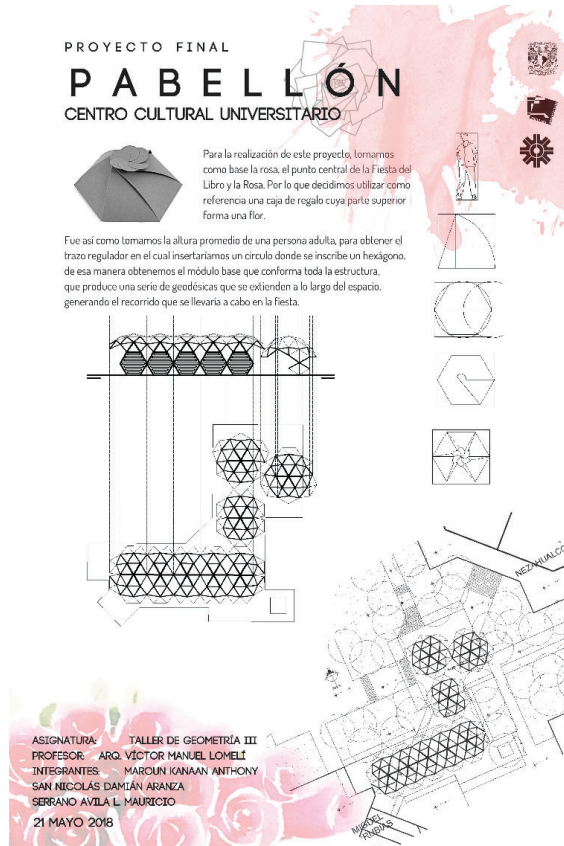 PROYECTO FINAL
PABELLÓN
CENTRO CULTURAL UNIVERSITARIO
Para la realización de este proyecto, tomamos
como base la rosa, el punto central de la Fiesta del
Libro y la Rosa. Por lo que decidimos utilizar como
referencia una caja de regalo cuya parte superior
forma una flor.
Fue así como tomamos la altura promedio de una persona adulta, para obtener el
trazo regulador en el cual insertaríamos un circulo donde se inscribe un hexágono,
de esa manera obtenemos el módulo base que conforma toda la estructura,
que produce una serie de geodésicas que se extienden a lo largo del espacio,
generando el recorrido que se llevaría a cabo en la fiesta.
NEZAHUALCO
MIGUEL
RUBIAS
ASIGNATURA: TALLER DE GEOMETRÍA III
PROFESOR: ARQ. VÍCTOR MANUEL LOMELÍ
INTEGRANTES: MAROUN KANAAN ANTHONY
SAN NICOLÁS DAMIÁN ARANZA
SERRANO AVILA L. MAURICIO
21 MAYO 2018